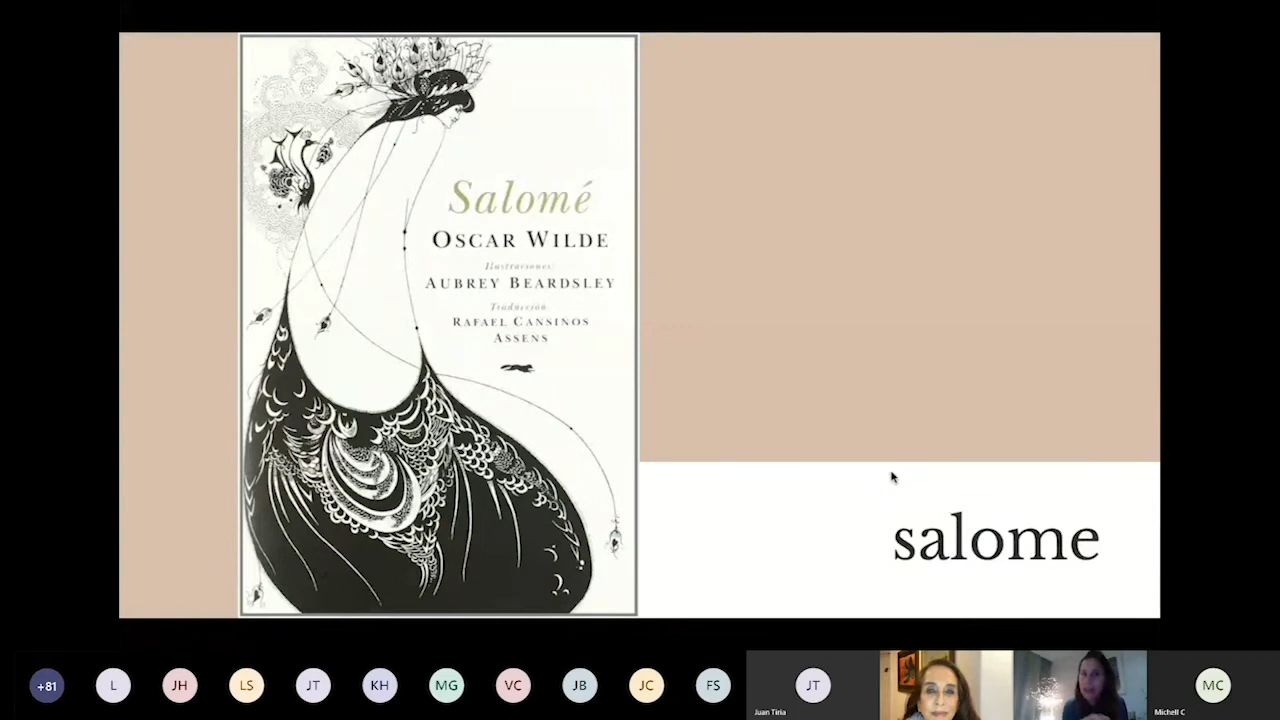 Salomé
OSCAR WILDE
Ilustraciones:
AUBREY BEARDSLEY
Traducción
RAFAEL CANSINOS
ASSENS
salome
+81
L
JH
LS
JT
KH
MG
VC
JB
JC
FS
JT
MC
Juan Tiria
Michell C